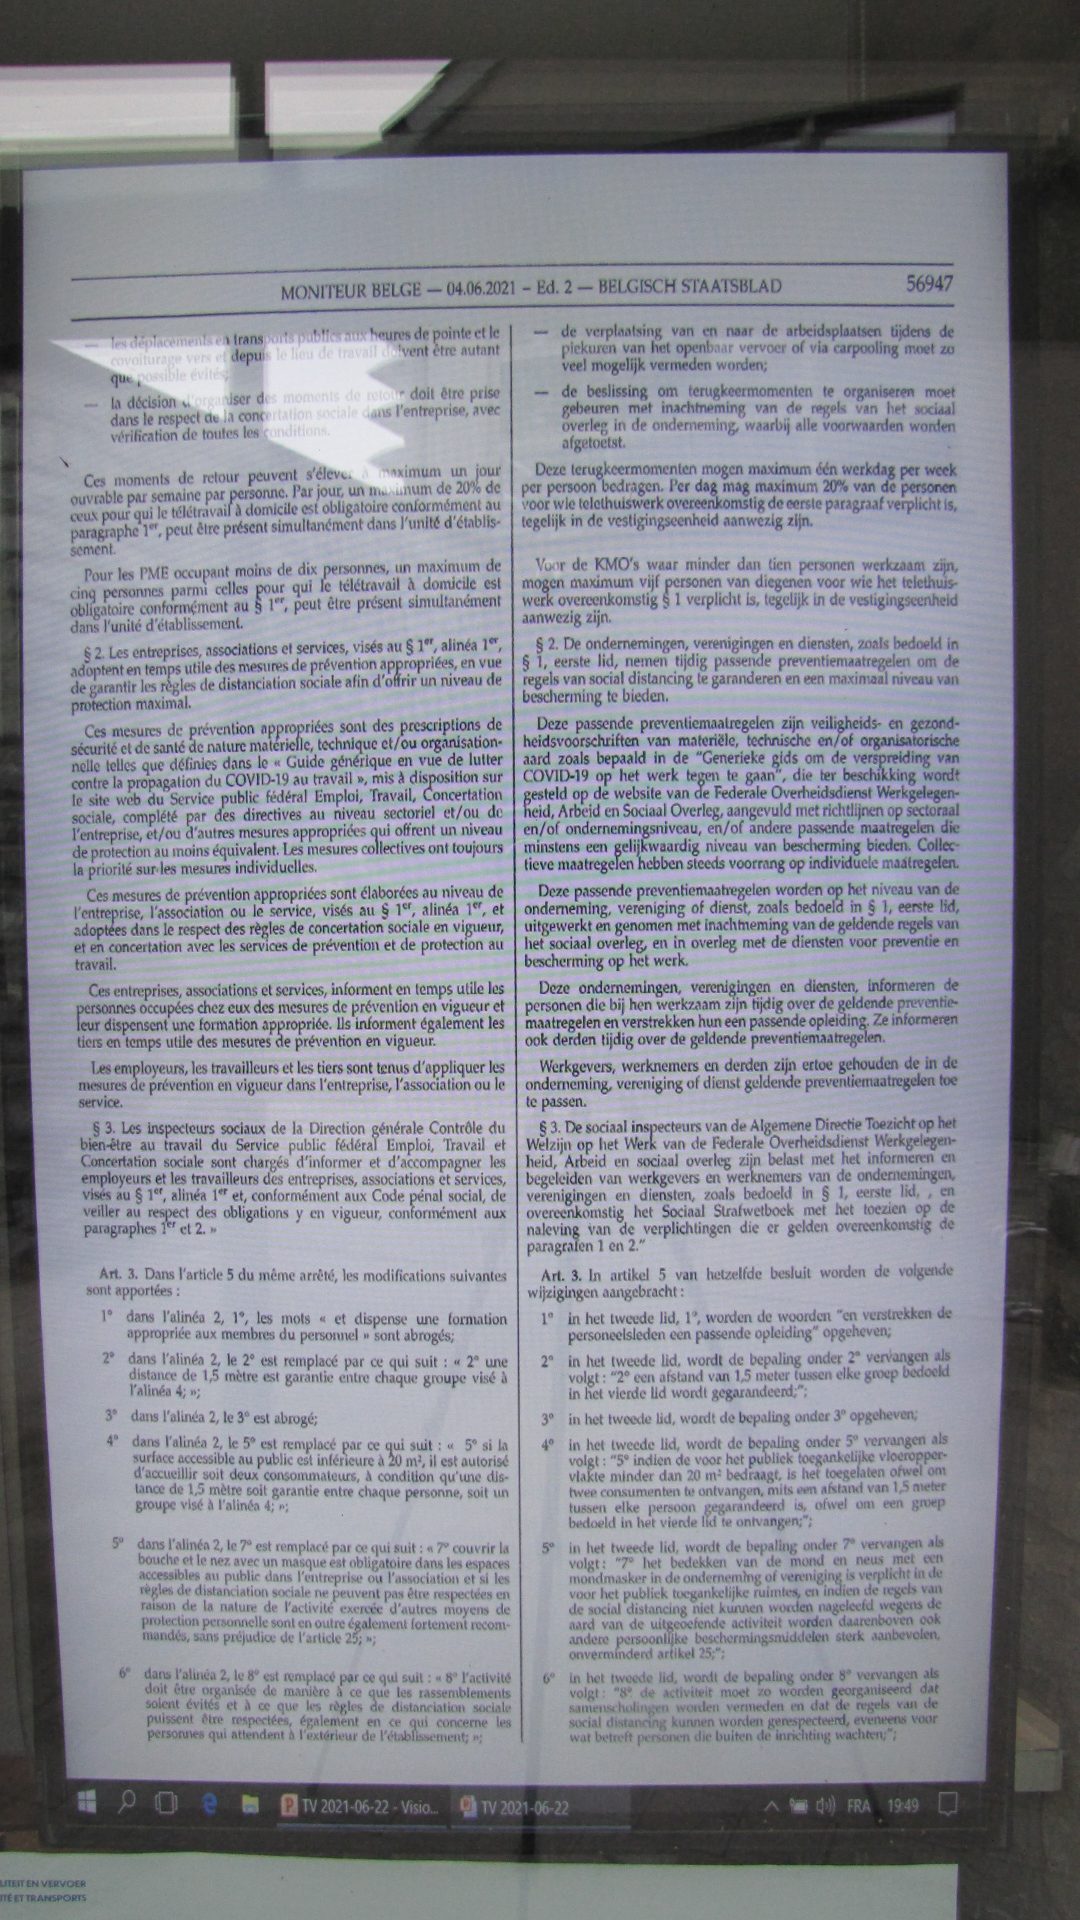 MONITEUR BELGE — 04.06.2021 – Ed. 2 — BELGISCH STAATSBLAD
56947
— les déplacements en transports publics aux heures de pointe et le
covoiturage vers et depuis le lieu de travail doivent être autant
que possible évités;
— la décision d'organiser des moments de retour doit être prise
dans le respect de la concertation sociale dans l'entreprise, avec
vérification de toutes les conditions.
Ces moments de retour peuvent s'élever à maximum un jour
ouvrable par semaine par personne. Par jour, un maximum de 20% de
ceux pour qui le télétravail à domicile est obligatoire conformément au
paragraphe 1er, peut être présent simultanément dans l'unité d'établis-
sement.
Pour les PME occupant moins de dix personnes, un maximum de
cinq personnes parmi celles pour qui le télétravail à domicile est
obligatoire conformément au § 1er, peut être présent simultanément
dans l'unité d'établissement.
§ 2. Les entreprises, associations et services, visés au § 1er, alinéa 1er,
adoptent en temps utile des mesures de prévention appropriées, en vue
de garantir les règles de distanciation sociale afin d'offrir un niveau de
protection maximal.
Ces mesures de prévention appropriées sont des prescriptions de
sécurité et de santé de nature matérielle, technique et/ou organisation-
nelle telles que définies dans le « Guide générique en vue de lutter
contre la propagation du COVID-19 au travail », mis à disposition sur
le site web du Service public fédéral Emploi, Travail, Concertation
sociale, complété par des directives au niveau sectoriel et/ou de
l'entreprise, et/ou d'autres mesures appropriées qui offrent un niveau
de protection au moins équivalent. Les mesures collectives ont toujours
la priorité sur les mesures individuelles.
Ces mesures de prévention appropriées sont élaborées au niveau de
l'entreprise, l'association ou le service, visés au § 1er, alinéa 1er, et
adoptées dans le respect des règles de concertation sociale en vigueur,
et en concertation avec les services de prévention et de protection au
travail.
Ces entreprises, associations et services, informent en temps utile les
personnes occupées chez eux des mesures de prévention en vigueur et
leur dispensent une formation appropriée. Ils informent également les
tiers en temps utile des mesures de prévention en vigueur.
Les employeurs, les travailleurs et les tiers sont tenus d'appliquer les
mesures de prévention en vigueur dans l'entreprise, l'association ou le
service.
§ 3. Les inspecteurs sociaux de la Direction générale Contrôle du
bien-être au travail du Service public fédéral Emploi, Travail et
Concertation sociale sont chargés d'informer et d'accompagner les
employeurs et les travailleurs des entreprises, associations et services,
visés au § 1er, alinéa 1er et, conformément aux Code pénal social, de
veiller au respect des obligations y en vigueur, conformément aux
paragraphes 1er et 2. »
Art. 3. Dans l'article 5 du même arrêté, les modifications suivantes
sont apportées :
1° dans l'alinéa 2, 1°, les mots « et dispense une formation
appropriée aux membres du personnel » sont abrogés;
2° dans l'alinéa 2, le 2° est remplacé par ce qui suit : « 2° une
distance de 1,5 mètre est garantie entre chaque groupe visé à
l'alinéa 4; »;
3° dans l'alinéa 2, le 3° est abrogé;
4° dans l'alinéa 2, le 5° est remplacé par ce qui suit : « 5° si la
surface accessible au public est inférieure à 20 m², il est autorisé
d'accueillir soit deux consommateurs, à condition qu'une dis-
tance de 1,5 mètre soit garantie entre chaque personne, soit un
groupe visé à l'alinéa 4; »;
5° dans l'alinéa 2, le 7° est remplacé par ce qui suit : « 7° couvrir la
bouche et le nez avec un masque est obligatoire dans les espaces
accessibles au public dans l'entreprise ou l'association et si les
règles de distanciation sociale ne peuvent pas être respectées en
raison de la nature de l'activité exercée d'autres moyens de
protection personnelle sont en outre également fortement recom-
mandés, sans préjudice de l'article 25; »;
6° dans l'alinéa 2, le 8° est remplacé par ce qui suit : « 8° l'activité
doit être organisée de manière à ce que les rassemblements
soient évités et à ce que les règles de distanciation sociale
puissent être respectées, également en ce qui concerne les
personnes qui attendent à l'extérieur de l'établissement; »;
— de verplaatsing van en naar de arbeidsplaatsen tijdens de
piekuren van het openbaar vervoer of via carpooling moet zo
veel mogelijk vermeden worden;
— de beslissing om terugkeermomenten te organiseren moet
gebeuren met inachtneming van de regels van het sociaal
overleg in de onderneming, waarbij alle voorwaarden worden
afgetoetst.
Deze terugkeermomenten mogen maximum één werkdag per week
per persoon bedragen. Per dag mag maximum 20% van de personen
voor wie telethuiswerk overeenkomstig de eerste paragraaf verplicht is,
tegelijk in de vestigingseenheid aanwezig zijn.
Voor de KMO's waar minder dan tien personen werkzaam zijn,
mogen maximum vijf personen van diegenen voor wie het telethuis-
werk overeenkomstig § 1 verplicht is, tegelijk in de vestigingseenheid
aanwezig zijn.
§ 2. De ondernemingen, verenigingen en diensten, zoals bedoeld in
§ 1, eerste lid, nemen tijdig passende preventiemaatregelen om de
regels van social distancing te garanderen en een maximaal niveau van
bescherming te bieden.
Deze passende preventiemaatregelen zijn veiligheids- en gezond-
heidsvoorschriften van materiële, technische en/of organisatorische
aard zoals bepaald in de "Generieke gids om de verspreiding van
COVID-19 op het werk tegen te gaan", die ter beschikking wordt
gesteld op de website van de Federale Overheidsdienst Werkgelegen-
heid, Arbeid en Sociaal Overleg, aangevuld met richtlijnen op sectoraal
en/of ondernemingsniveau, en/of andere passende maatregelen die
minstens een gelijkwaardig niveau van bescherming bieden. Collec-
tieve maatregelen hebben steeds voorrang op individuele maatregelen.
Deze passende preventiemaatregelen worden op het niveau van de
onderneming, vereniging of dienst, zoals bedoeld in § 1, eerste lid,
uitgewerkt en genomen met inachtneming van de geldende regels van
het sociaal overleg, en in overleg met de diensten voor preventie en
bescherming op het werk.
Deze ondernemingen, verenigingen en diensten, informeren de
personen die bij hen werkzaam zijn tijdig over de geldende preventie-
maatregelen en verstrekken hun een passende opleiding. Ze informeren
ook derden tijdig over de geldende preventiemaatregelen.
Werkgevers, werknemers en derden zijn ertoe gehouden de in de
onderneming, vereniging of dienst geldende preventiemaatregelen toe
te passen.
§ 3. De sociaal inspecteurs van de Algemene Directie Toezicht op het
Welzijn op het Werk van de Federale Overheidsdienst Werkgelegen-
heid, Arbeid en sociaal overleg zijn belast met het informeren en
begeleiden van werkgevers en werknemers van de ondernemingen,
verenigingen en diensten, zoals bedoeld in § 1, eerste lid, , en
overeenkomstig het Sociaal Strafwetboek met het toezien op de
naleving van de verplichtingen die er gelden overeenkomstig de
paragrafen 1 en 2."
Art. 3. In artikel 5 van hetzelfde besluit worden de volgende
wijzigingen aangebracht :
1° in het tweede lid, 1°, worden de woorden "en verstrekken de
personeelsleden een passende opleiding" opgeheven;
2° in het tweede lid, wordt de bepaling onder 2° vervangen als
volgt : "2° een afstand van 1,5 meter tussen elke groep bedoeld
in het vierde lid wordt gegarandeerd;";
3° in het tweede lid, wordt de bepaling onder 3° opgeheven;
4° in het tweede lid, wordt de bepaling onder 5° vervangen als
volgt : "5° indien de voor het publiek toegankelijke vloeropper-
vlakte minder dan 20 m² bedraagt, is het toegelaten ofwel om
twee consumenten te ontvangen, mits een afstand van 1,5 meter
tussen elke persoon gegarandeerd is, ofwel om een groep
bedoeld in het vierde lid te ontvangen;";
5° in het tweede lid, wordt de bepaling onder 7° vervangen als
volgt : "7° het bedekken van de mond en neus met een
mondmasker in de onderneming of vereniging is verplicht in de
voor het publiek toegankelijke ruimtes, en indien de regels van
de social distancing niet kunnen worden nageleefd wegens de
aard van de uitgeoefende activiteit worden daarenboven ook
andere persoonlijke beschermingsmiddelen sterk aanbevolen,
onverminderd artikel 25;";
6° in het tweede lid, wordt de bepaling onder 8° vervangen als
volgt : "8° de activiteit moet zo worden georganiseerd dat
samenscholingen worden vermeden en dat de regels van de
social distancing kunnen worden gerespecteerd, eveneens voor
wat betreft personen die buiten de inrichting wachten;";
TV 2021-06-22 - Visio...
TV 2021-06-22
FRA 19:49
LITEIT EN VERVOER
ITÉ ET TRANSPORTS